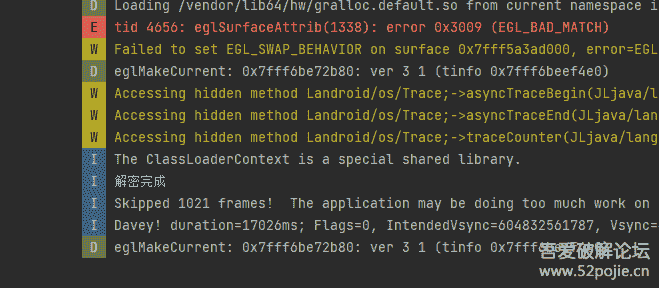 D Loading /vendor/lib64/hw/gralloc.default.so from current namespace i
E tid 4656: eglSurfaceAttrib(1338): error 0x3009 (EGL_BAD_MATCH)
W Failed to set EGL_SWAP_BEHAVIOR on surface 0x7fff5a3ad000, error=EGL
D eglMakeCurrent: 0x7fff6be72b80: ver 3 1 (tinfo 0x7fff6beef4e0)
W Accessing hidden method Landroid/os/Trace;->asyncTraceBegin(JLjava/lan
W Accessing hidden method Landroid/os/Trace;->asyncTraceEnd(JLjava/lang
W Accessing hidden method Landroid/os/Trace;->traceCounter(JLjava/lang
I The ClassLoaderContext is a special shared library.
I 解密完成
I Skipped 1021 frames! The application may be doing too much work on
I Davey! duration=17026ms; Flags=0, IntendedVsync=604832561787, Vsync=
D eglMakeCurrent: 0x7fff6be72b80: ver 3 1 (tinfo
吾爱破解论坛
www.52pojie.cn